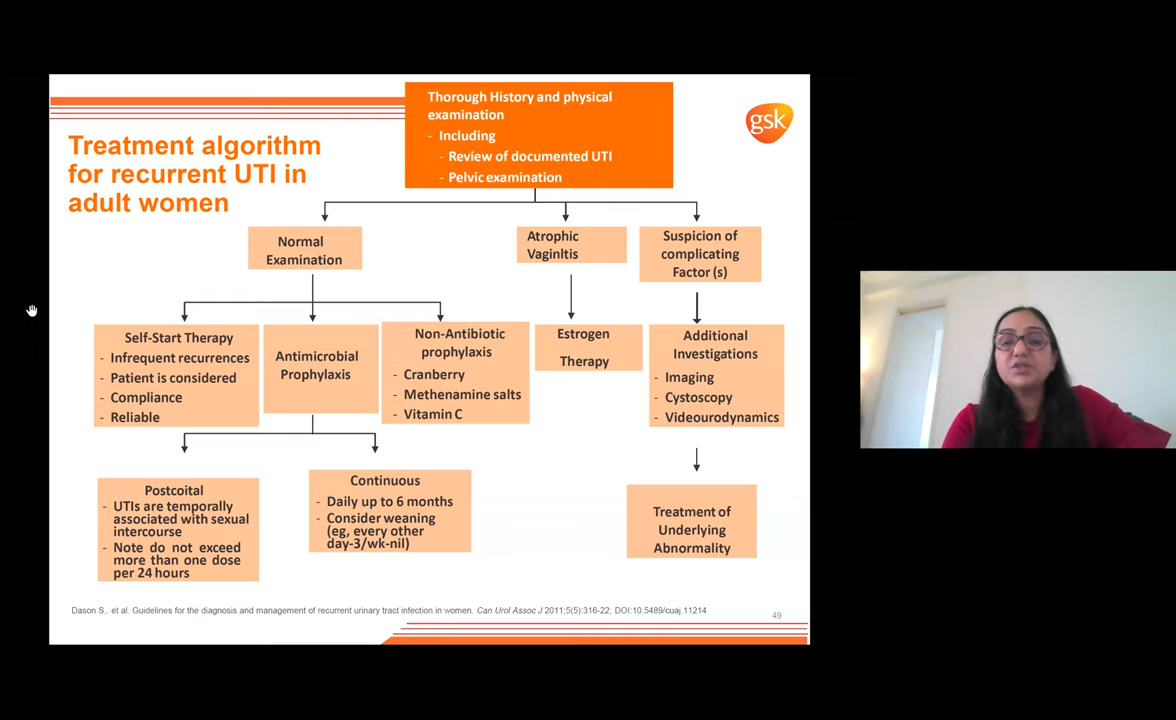 Thorough History and physical
examination
- Including
- Review of documented UTI
- Pelvic examination
gsk
Treatment algorithm
for recurrent UTI in
adult women
Normal
Examination
Atrophic
Vaginltis
Suspicion of
complicating
Factor (s)
Self-Start Therapy
- Infrequent recurrences
- Patient is considered
- Compliance
- Reliable
Antimicrobial
Prophylaxis
Non-Antibiotic
prophylaxis
- Cranberry
- Methenamine salts
- Vitamin C
Estrogen
Therapy
Additional
Investigations
- Imaging
- Cystoscopy
- Videourodynamics
Postcoital
- UTIs are temporally
associated with sexual
intercourse
- Note do not exceed
more than one dose
per 24 hours
Continuous
- Daily up to 6 months
- Consider weaning
(eg, every other
day-3/wk-nil)
Treatment of
Underlying
Abnormality
Dason S,. et al. Guidelines for the diagnosis and management of recurrent urinary tract infection in women. Can Urol Assoc J 2011;5(5):316-22; DOI:10.5489/cuaj.11214
49